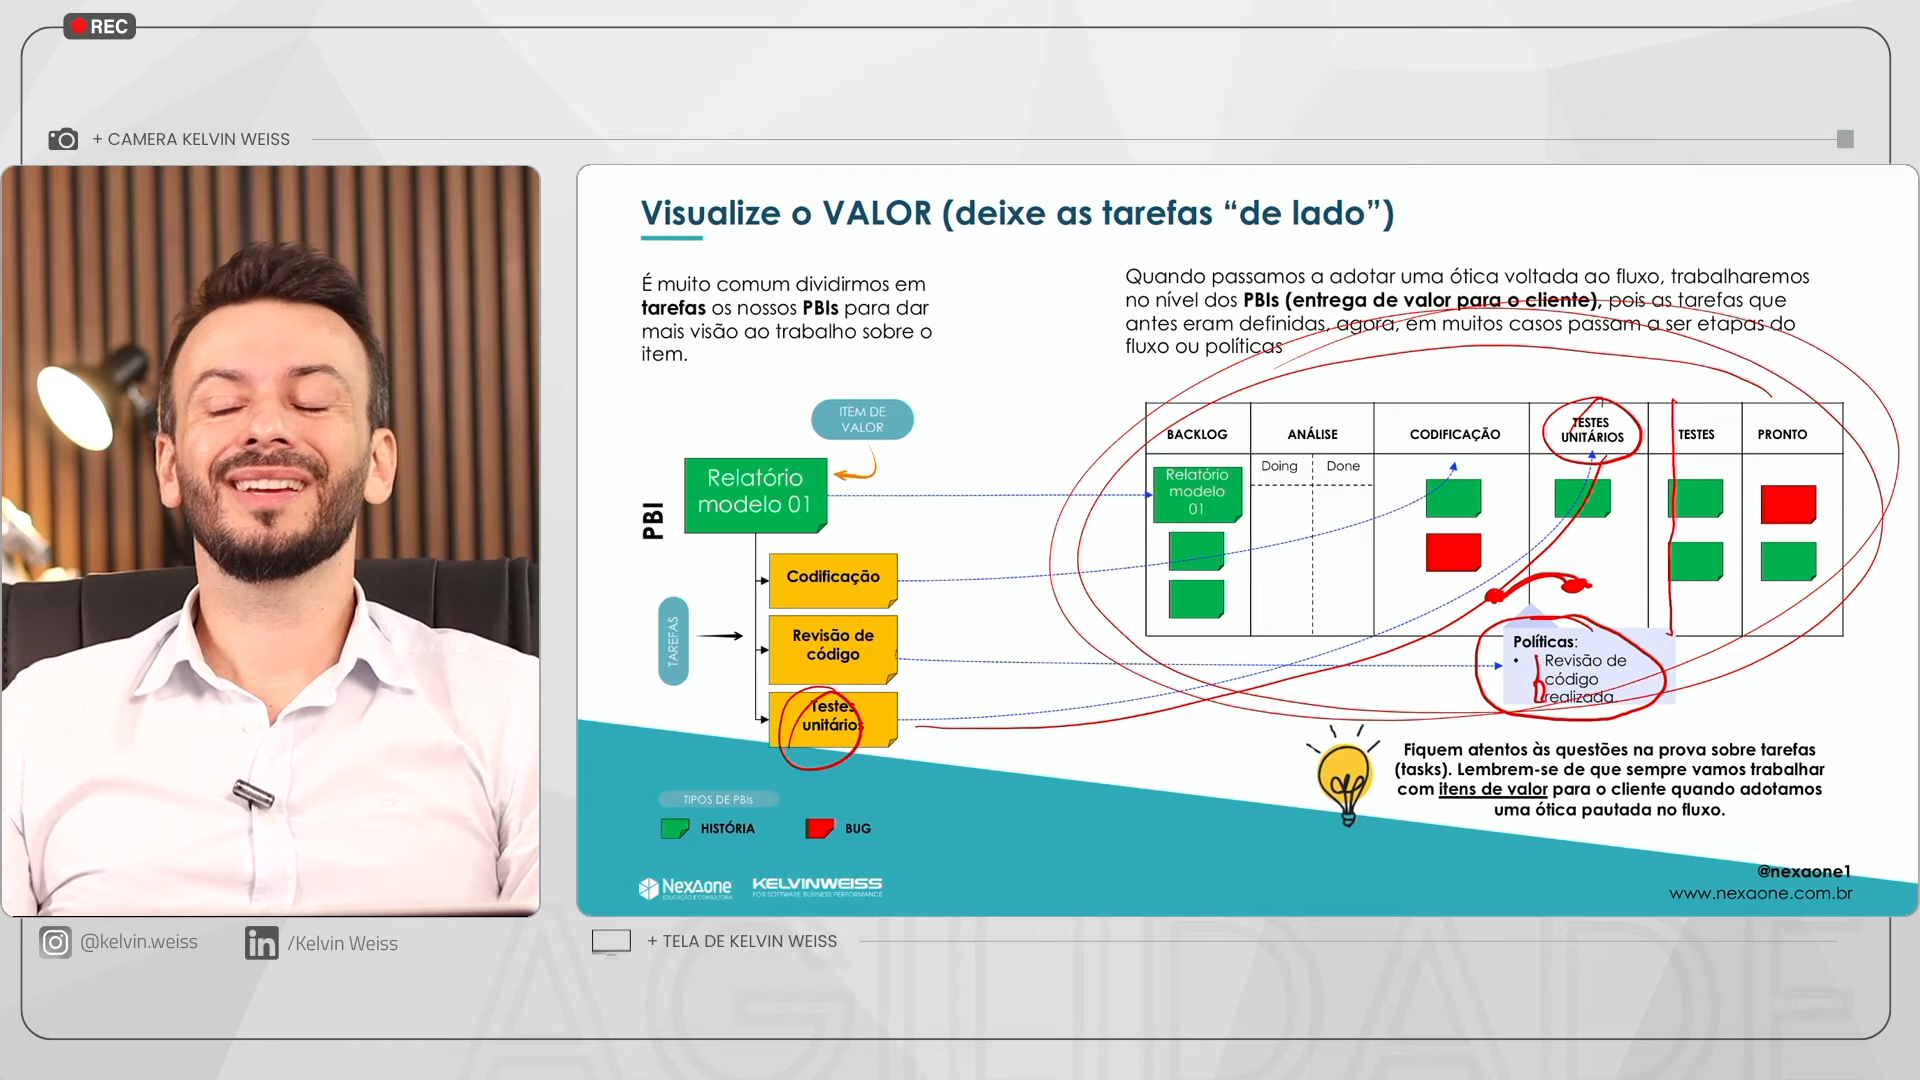 REC
+ CAMERA KELVIN WEISS
Visualize o VALOR (deixe as tarefas “de lado”)
É muito comum dividirmos em
tarefas os nossos PBIs para dar
mais visão ao trabalho sobre o
item.
Quando passamos a adotar uma ótica voltada ao fluxo, trabalharemos
no nível dos PBIs (entrega de valor para o cliente), pois as tarefas que
antes eram definidas, agora, em muitos casos passam a ser etapas do
fluxo ou políticas
ITEM DE
VALOR
PBI
Relatório
modelo 01
TAREFAS
Codificação
Revisão de
código
Testes
unitários
BACKLOG
ANÁLISE
CODIFICAÇÃO
TESTES
UNITÁRIOS
TESTES
PRONTO
Doing
Done
Relatório
modelo
01
Políticas:
• Revisão de
código
realizada
Fiquem atentos às questões na prova sobre tarefas
(tasks). Lembrem-se de que sempre vamos trabalhar
com itens de valor para o cliente quando adotamos
uma ótica pautada no fluxo.
TIPOS DE PBIs
HISTÓRIA
BUG
NexAone
EDUCAÇÃO E CONSULTORIA
KELVINWEISS
FOR SOFTWARE BUSINESS PERFORMANCE
@nexaone1
www.nexaone.com.br
@kelvin.weiss
/Kelvin Weiss
+ TELA DE KELVIN WEISS
AGILIDADE